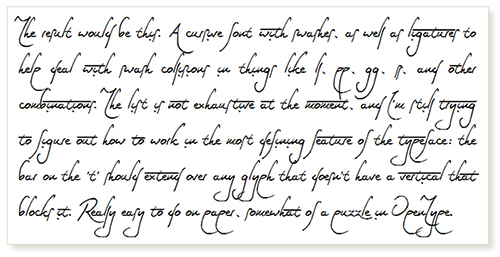 The result would be this. A cursive font with swashes, as well as ligatures to
help deal with swash collisions in things like ff, pp, gg, ff, and other
combinations. The list is not exhaustive at the moment, and I'm still trying
to figure out how to work in the most defining feature of the typeface: the
bar on the 't' should extend over any glyph that doesn't have a vertical that
blocks it. Really easy to do on paper, somewhat of a puzzle in OpenType.